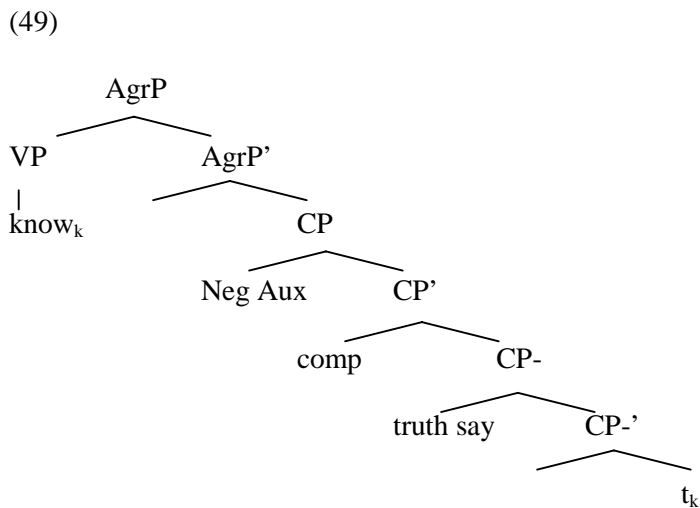 (49)
AgrP
VP AgrP’
know_k CP
Neg Aux CP’
comp CP-
truth say CP-’
t_k